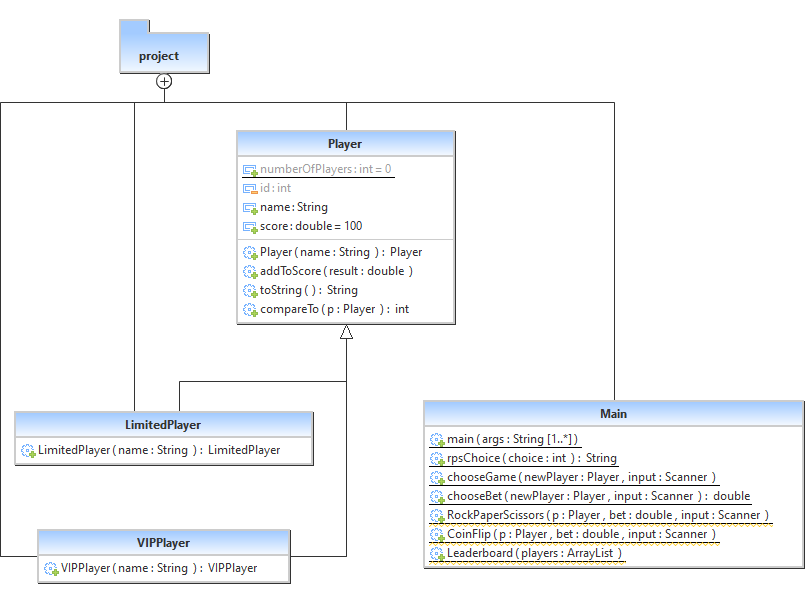 project
Player
numberOfPlayers : int = 0
id : int
name : String
score : double = 100
Player ( name : String ) : Player
addToScore ( result : double )
toString ( ) : String
compareTo ( p : Player ) : int
LimitedPlayer
LimitedPlayer ( name : String ) : LimitedPlayer
Main
main ( args : String [1..*] )
rpsChoice ( choice : int ) : String
chooseGame ( newPlayer : Player , input : Scanner )
chooseBet ( newPlayer : Player , input : Scanner ) : double
RockPaperScissors ( p : Player , bet : double , input : Scanner )
CoinFlip ( p : Player , bet : double , input : Scanner )
Leaderboard ( players : ArrayList )
VIPPlayer
VIPPlayer ( name : String ) : VIPPlayer